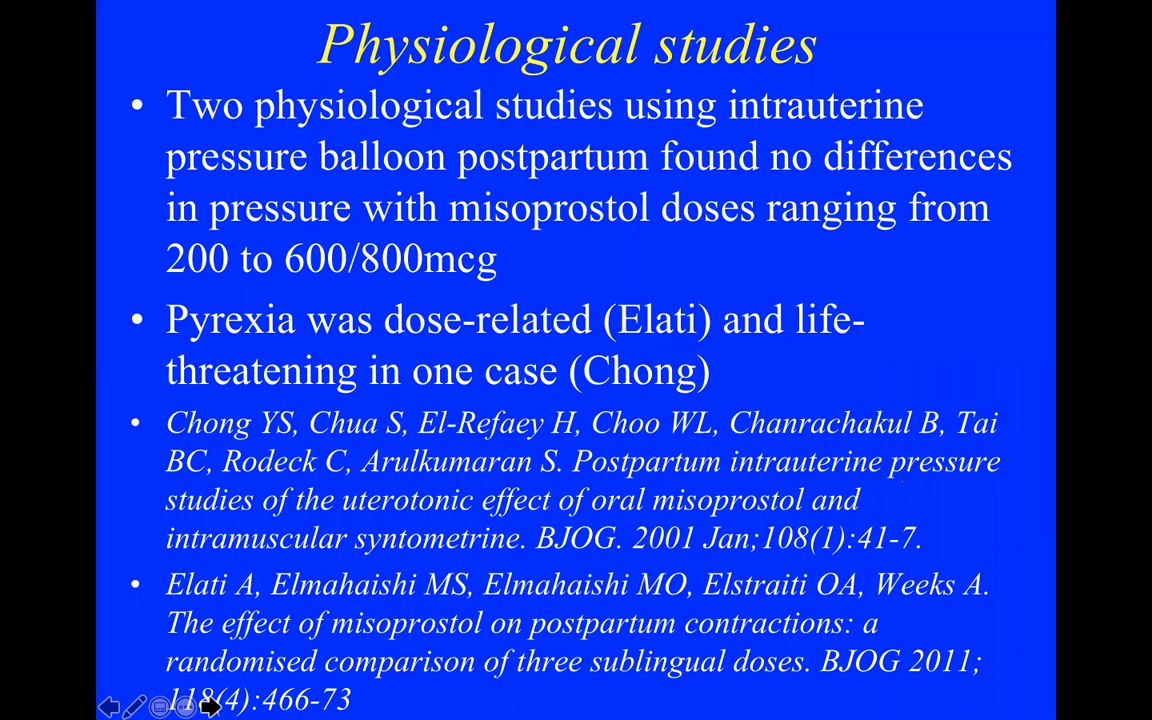 Physiological studies
• Two physiological studies using intrauterine
pressure balloon postpartum found no differences
in pressure with misoprostol doses ranging from
200 to 600/800mcg
• Pyrexia was dose-related (Elati) and life-
threatening in one case (Chong)
• Chong YS, Chua S, El-Refaey H, Choo WL, Chanrachakul B, Tai
BC, Rodeck C, Arulkumaran S. Postpartum intrauterine pressure
studies of the uterotonic effect of oral misoprostol and
intramuscular syntometrine. BJOG. 2001 Jan;108(1):41-7.
• Elati A, Elmahaishi MS, Elmahaishi MO, Elstraiti OA, Weeks A.
The effect of misoprostol on postpartum contractions: a
randomised comparison of three sublingual doses. BJOG 2011;
118(4):466-73